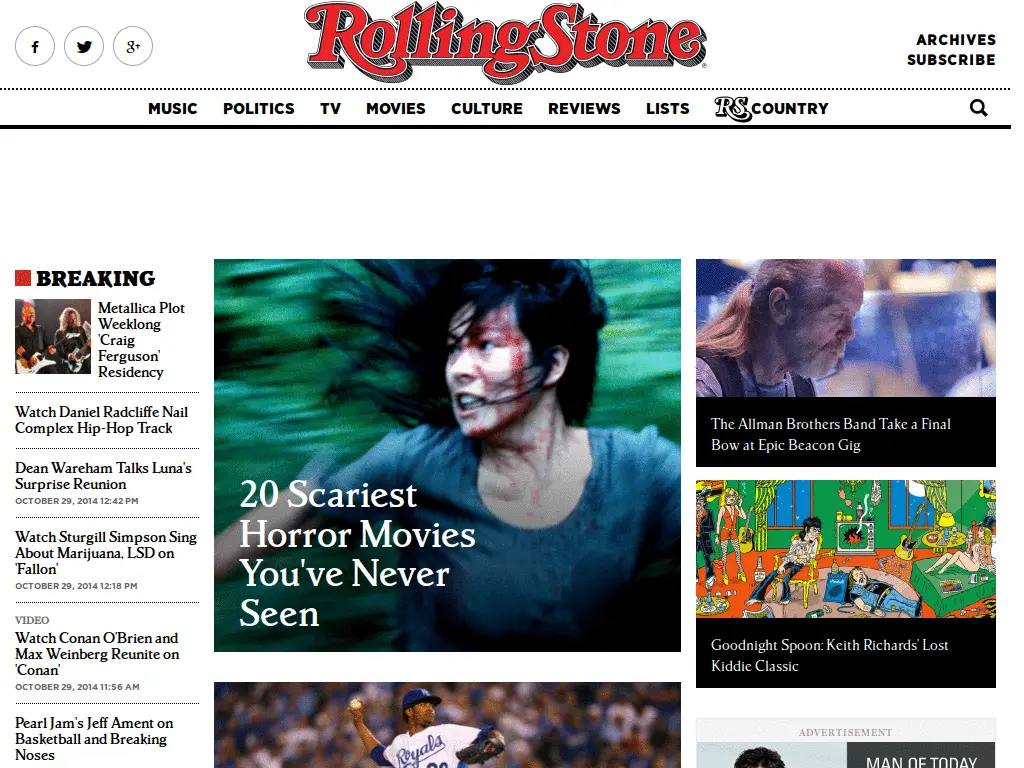 f
g+
RollingStone
ARCHIVES
SUBSCRIBE
MUSIC POLITICS TV MOVIES CULTURE REVIEWS LISTS RS COUNTRY
BREAKING
Metallica Plot
Weeklong
'Craig
Ferguson'
Residency
Watch Daniel Radcliffe Nail
Complex Hip-Hop Track
Dean Wareham Talks Luna's
Surprise Reunion
OCTOBER 29, 2014 12:42 PM
Watch Sturgill Simpson Sing
About Marijuana, LSD on
'Fallon'
OCTOBER 29, 2014 12:18 PM
VIDEO
Watch Conan O'Brien and
Max Weinberg Reunite on
'Conan'
OCTOBER 29, 2014 11:56 AM
Pearl Jam's Jeff Ament on
Basketball and Breaking
Noses
20 Scariest
Horror Movies
You've Never
Seen
Royals
The Allman Brothers Band Take a Final
Bow at Epic Beacon Gig
Goodnight Spoon: Keith Richards' Lost
Kiddie Classic
ADVERTISEMENT
MAN OF TODAY